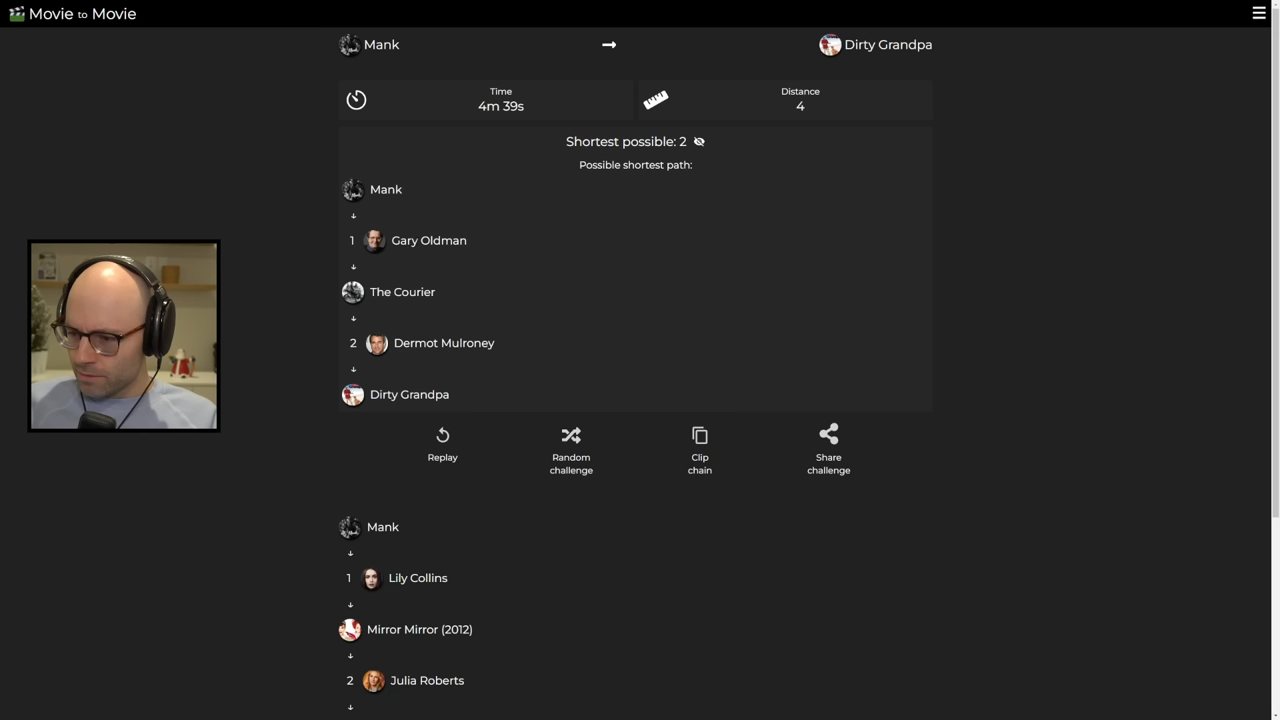 Movie to Movie
Mank
Dirty Grandpa
Time
4m 39s
Distance
4
Shortest possible: 2
Possible shortest path:
Mank
1 Gary Oldman
The Courier
2 Dermot Mulroney
Dirty Grandpa
Replay
Random challenge
Clip chain
Share challenge
Mank
1 Lily Collins
Mirror Mirror (2012)
2 Julia Roberts